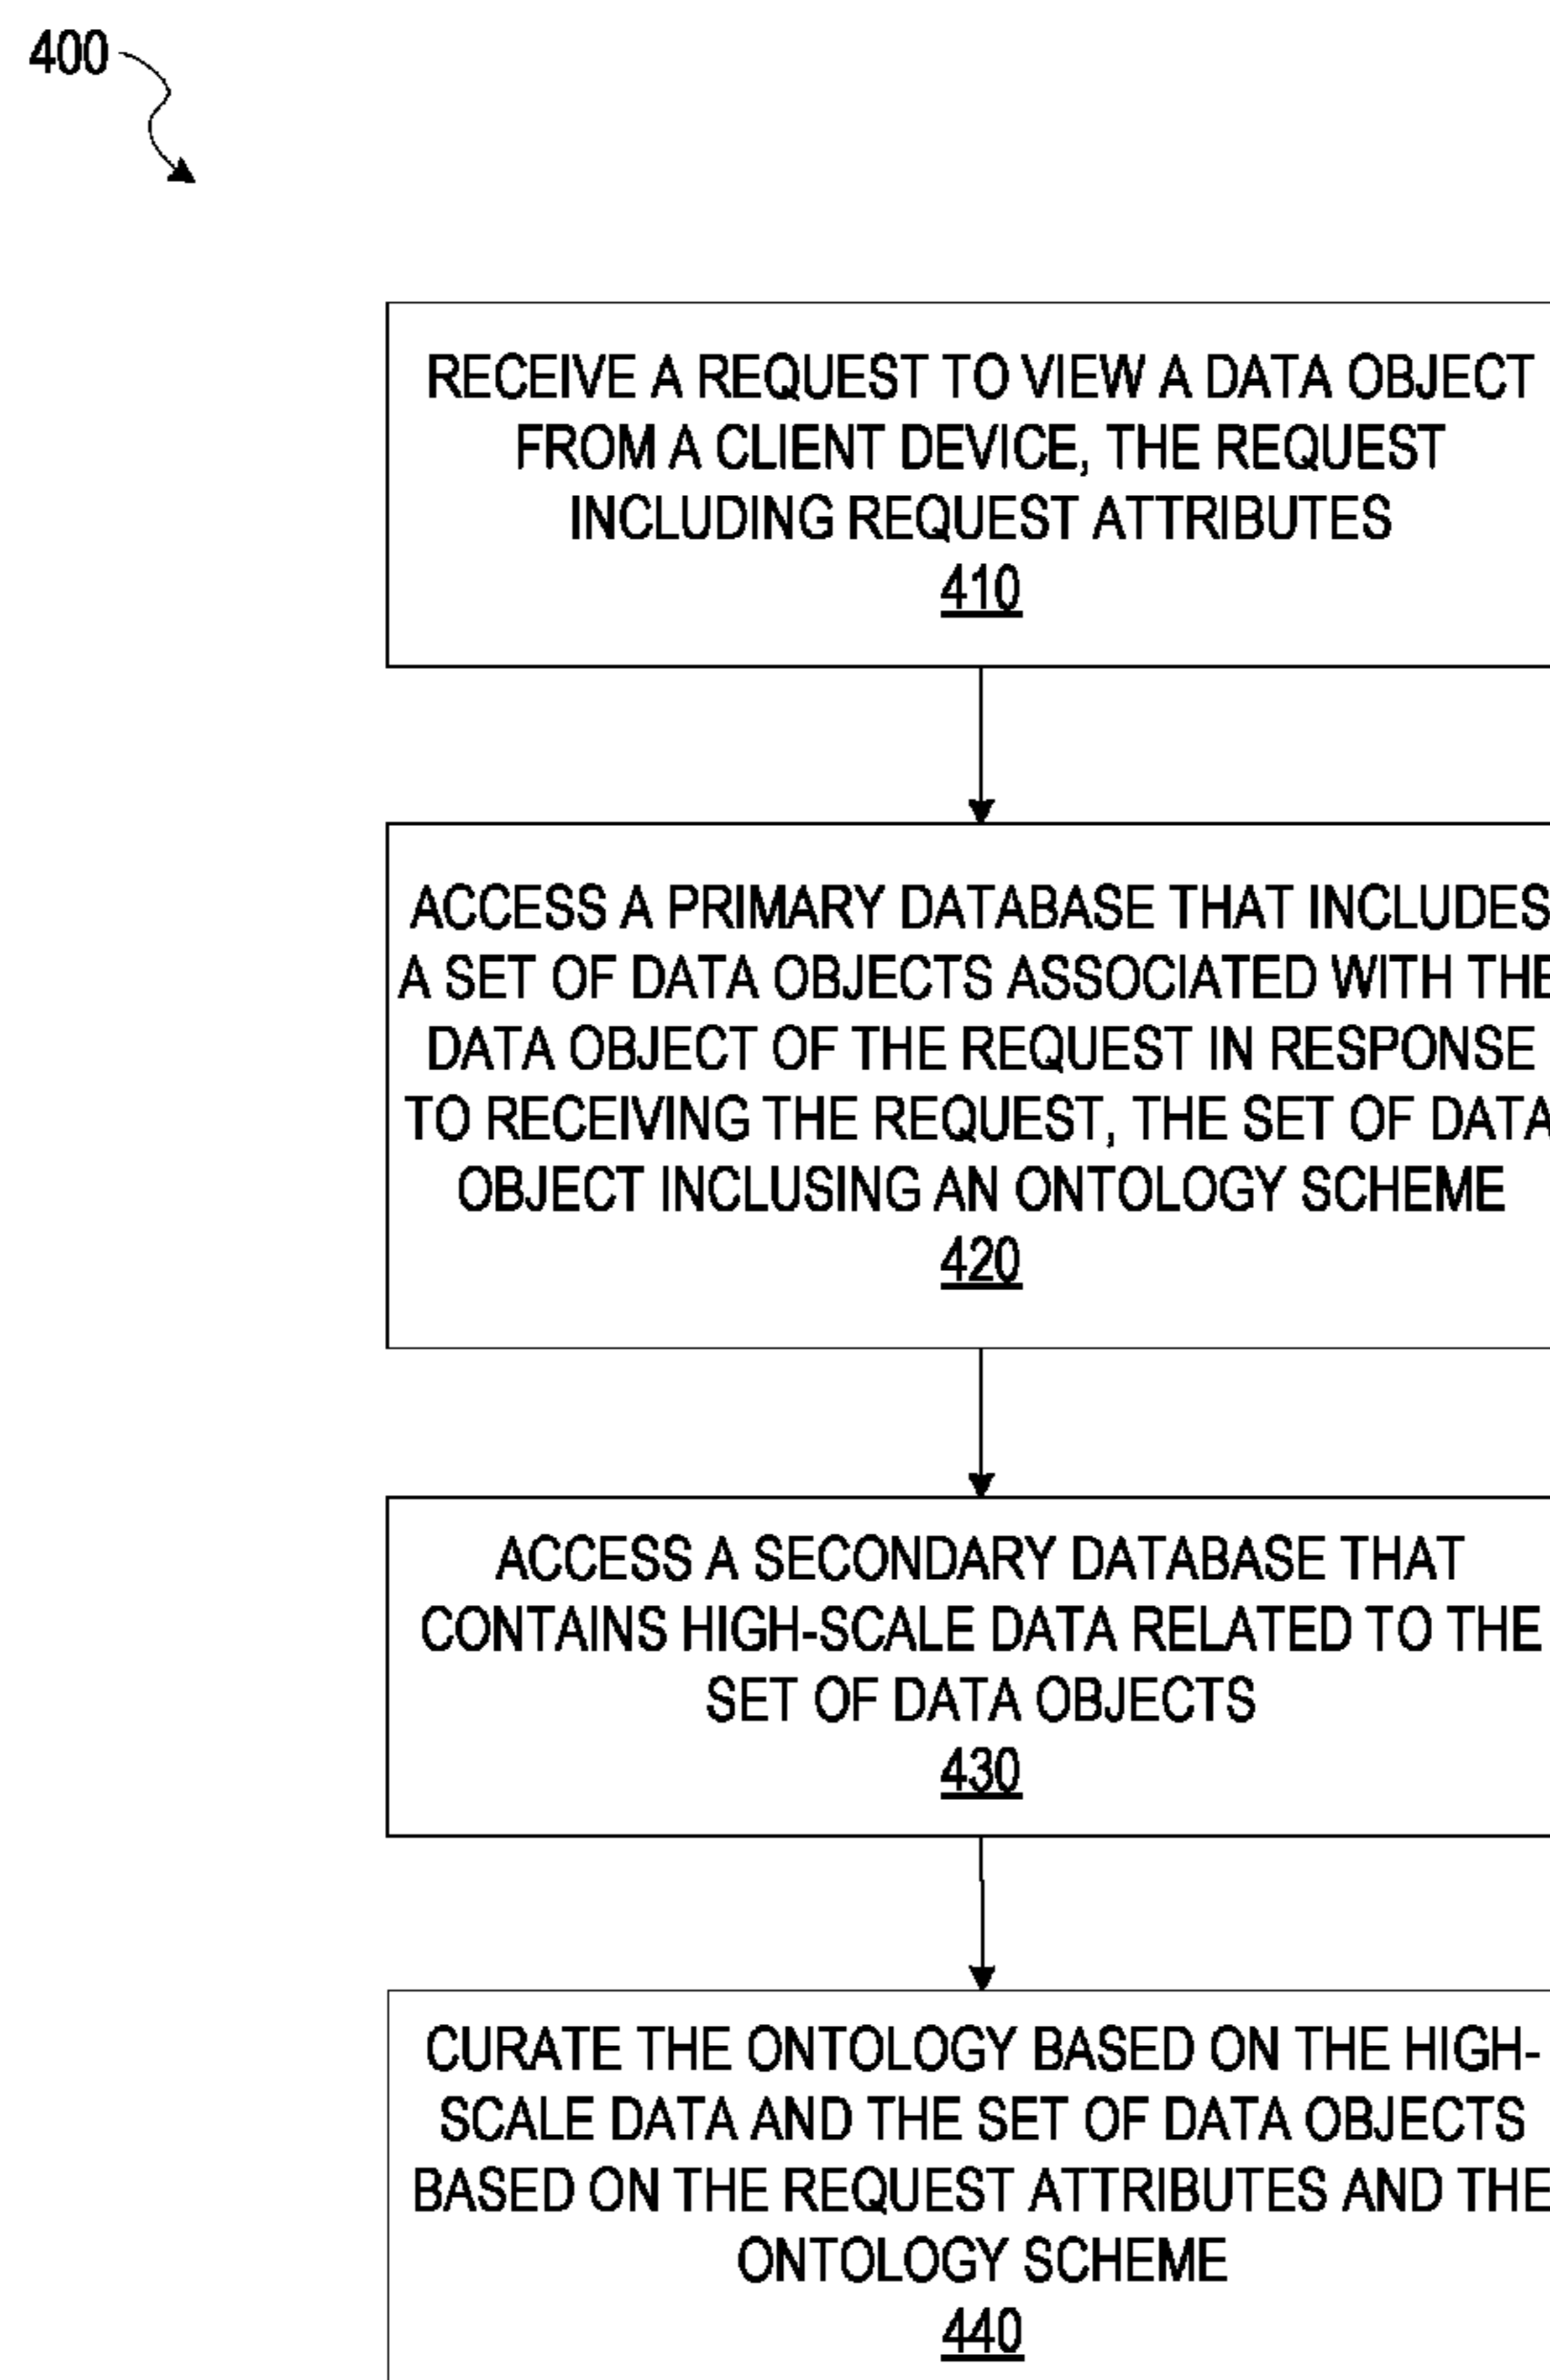 400
RECEIVE A REQUEST TO VIEW A DATA OBJECT
FROM A CLIENT DEVICE, THE REQUEST
INCLUDING REQUEST ATTRIBUTES
410
ACCESS A PRIMARY DATABASE THAT INCLUDES
A SET OF DATA OBJECTS ASSOCIATED WITH THE
DATA OBJECT OF THE REQUEST IN RESPONSE
TO RECEIVING THE REQUEST, THE SET OF DATA
OBJECT INCLUSING AN ONTOLOGY SCHEME
420
ACCESS A SECONDARY DATABASE THAT
CONTAINS HIGH-SCALE DATA RELATED TO THE
SET OF DATA OBJECTS
430
CURATE THE ONTOLOGY BASED ON THE HIGH-
SCALE DATA AND THE SET OF DATA OBJECTS
BASED ON THE REQUEST ATTRIBUTES AND THE
ONTOLOGY SCHEME
440